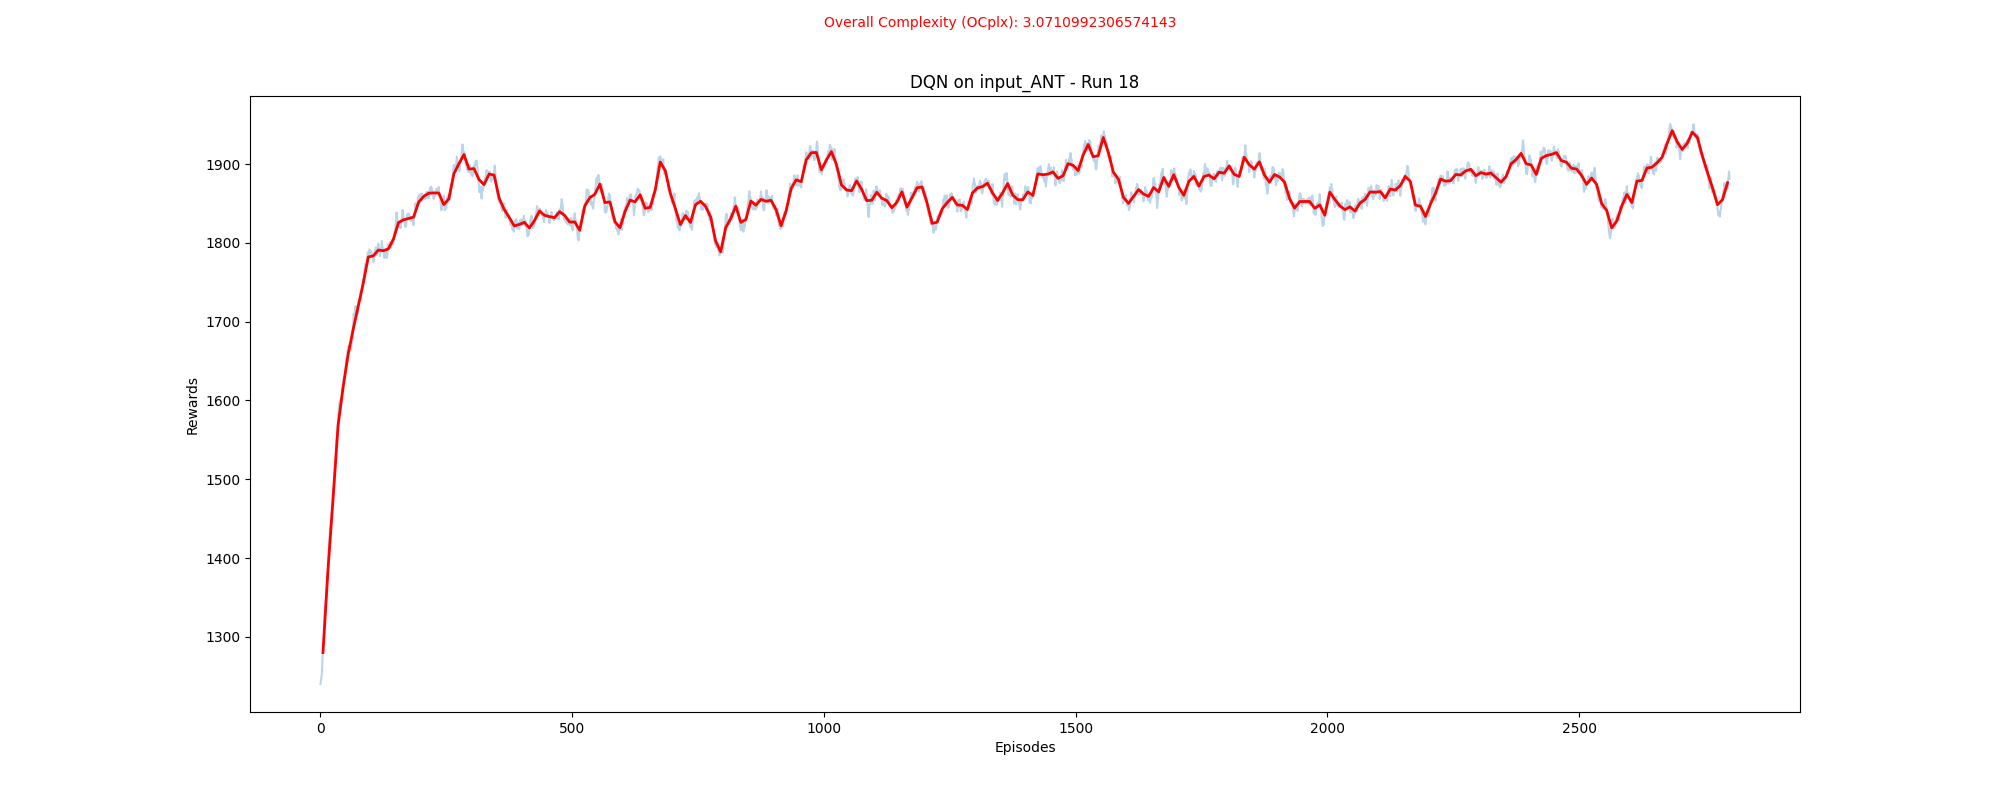 Overall Complexity (OCplx): 3.0710992306574143
DQN on input_ANT - Run 18
1900
1800
1700
1600
1500
1400
1300
Rewards
0 500 1000 1500 2000 2500
Episodes